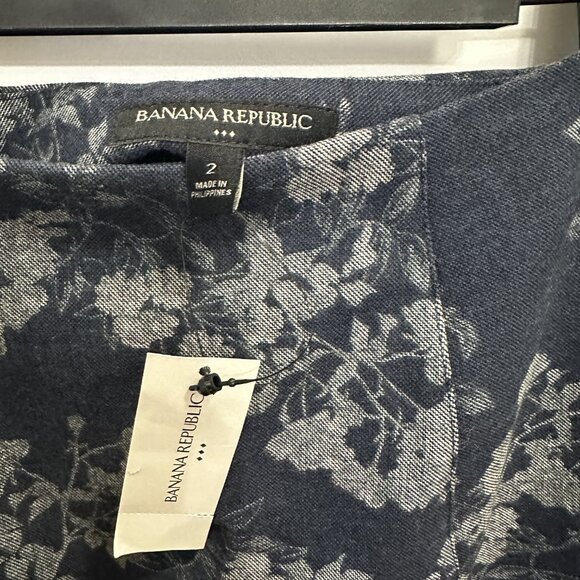 BANANA REPUBLIC
2
MADE IN
PHILIPPINES
BANANA REPUBLIC